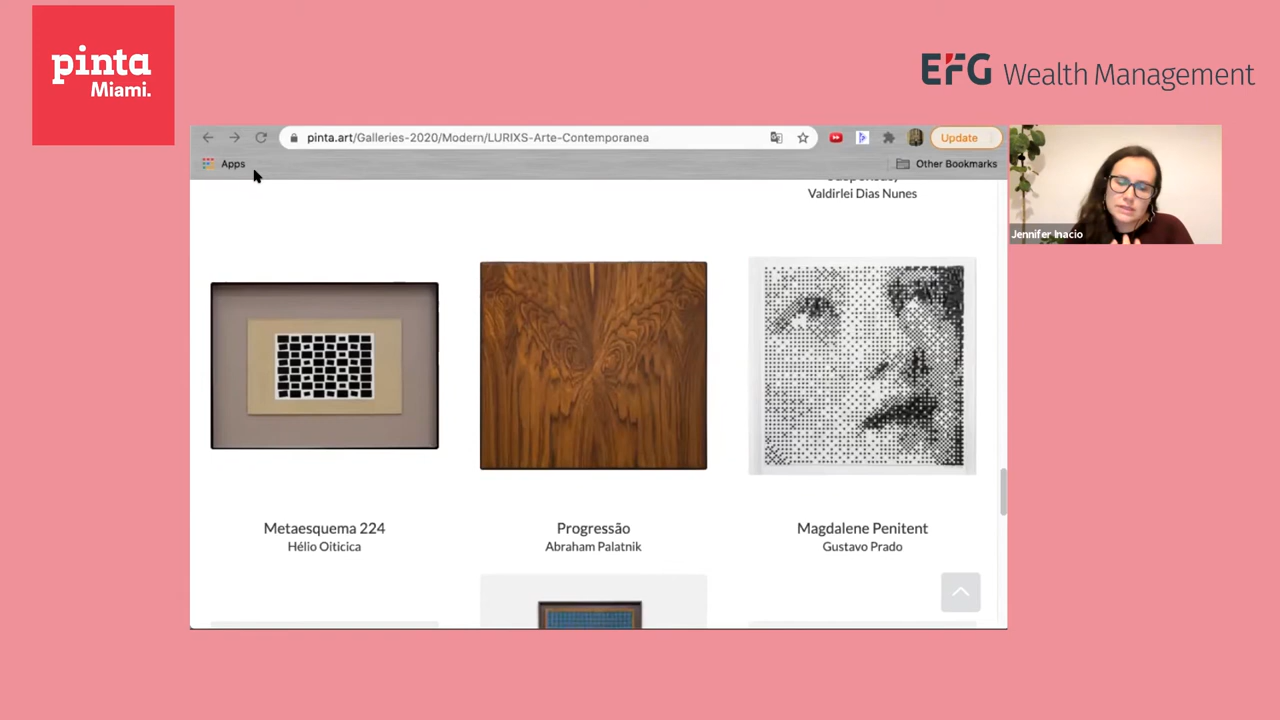 pinta
Miami.
EFG Wealth Management
pinta.art/Galleries-2020/Modern/LURIXS-Arte-Contemporanea
Update
Apps
Other Bookmarks
Valdirlei Dias Nunes
Jennifer Inacio
Metaesquema 224
Hélio Oiticica
Progressão
Abraham Palatnik
Magdalene Penitent
Gustavo Prado